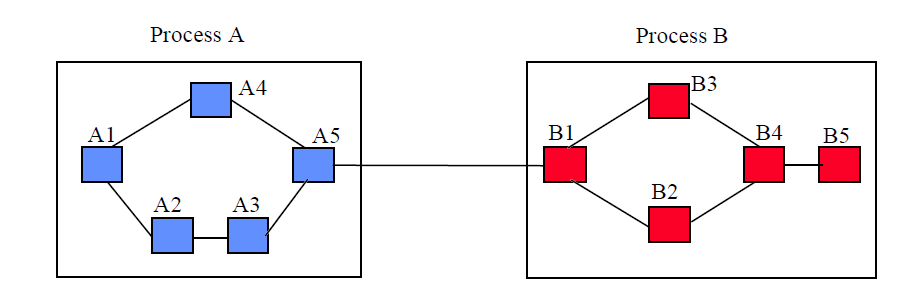 Process A
Process B
A4
A1
A5
A2
A3
B3
B1
B4
B5
B2